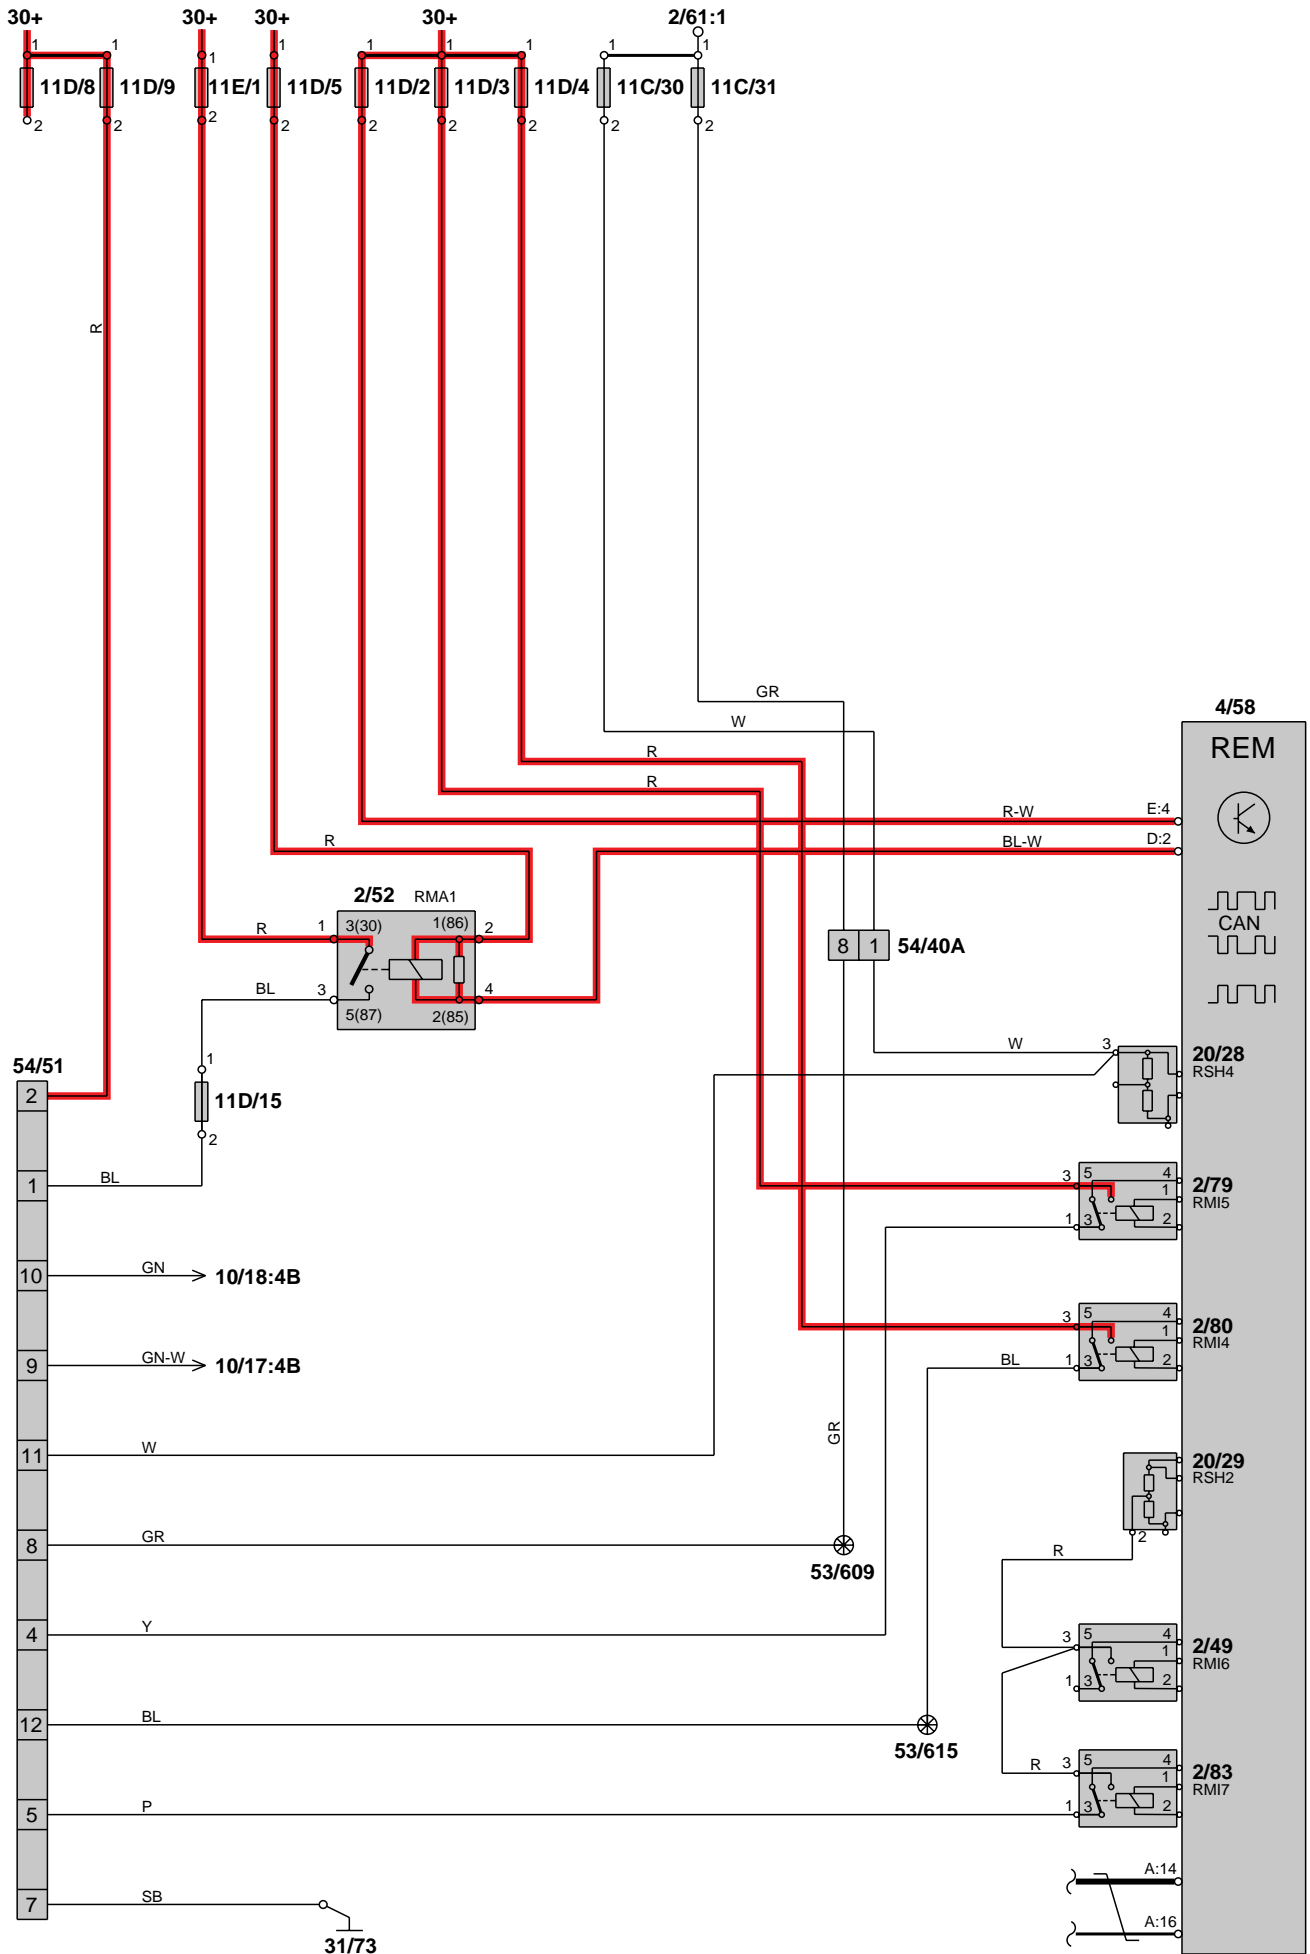 30+ 30+ 30+ 30+ 2/61:1
1 1 1 1 1 1 1 1
11D/8 11D/9 11E/1 11D/5 11D/2 11D/3 11D/4 11C/30 11C/31
2 2 2 2 2 2 2 2 2
R
GR
4/58
W
REM
R
R
R-W E:4
R BL-W D:2
2/52 RMA1
R 1 3(30) 1(86) 2
CAN
8 1 54/40A
BL 3 5(87) 2(85) 4
W 3 20/28
RSH4
54/51 1
2 11D/15
2
3 5 4 2/79
1 RMI5
1 BL
1 3 2
10 GN 10/18:4B
3 5 4 2/80
1 RMI4
9 GN-W 10/17:4B BL 1 3 2
GR
11 W
20/29
RSH2
8 GR
2
R
53/609
4 Y
3 5 4 2/49
1 RMI6
1 3 2
12 BL
53/615
R 3 5 4 2/83
1 RMI7
5 P 1 3 2
A:14
7 SB
A:16
31/73